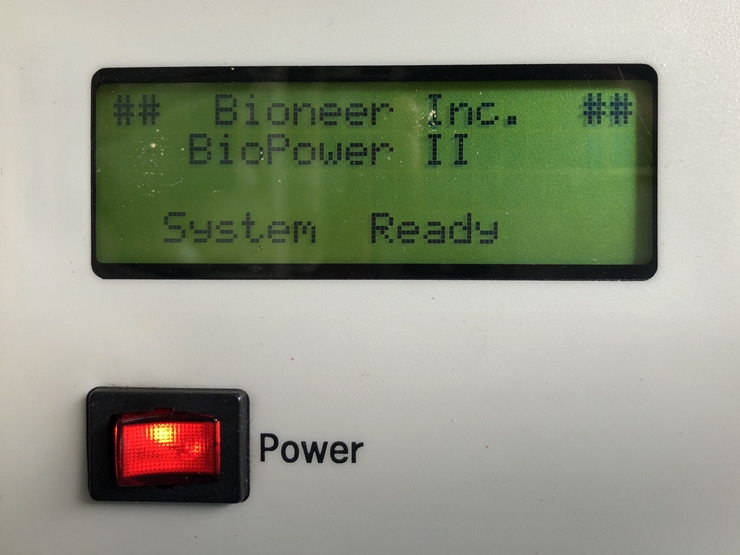 ## Bioneer Inc. ##
BioPower II
System Ready
Power